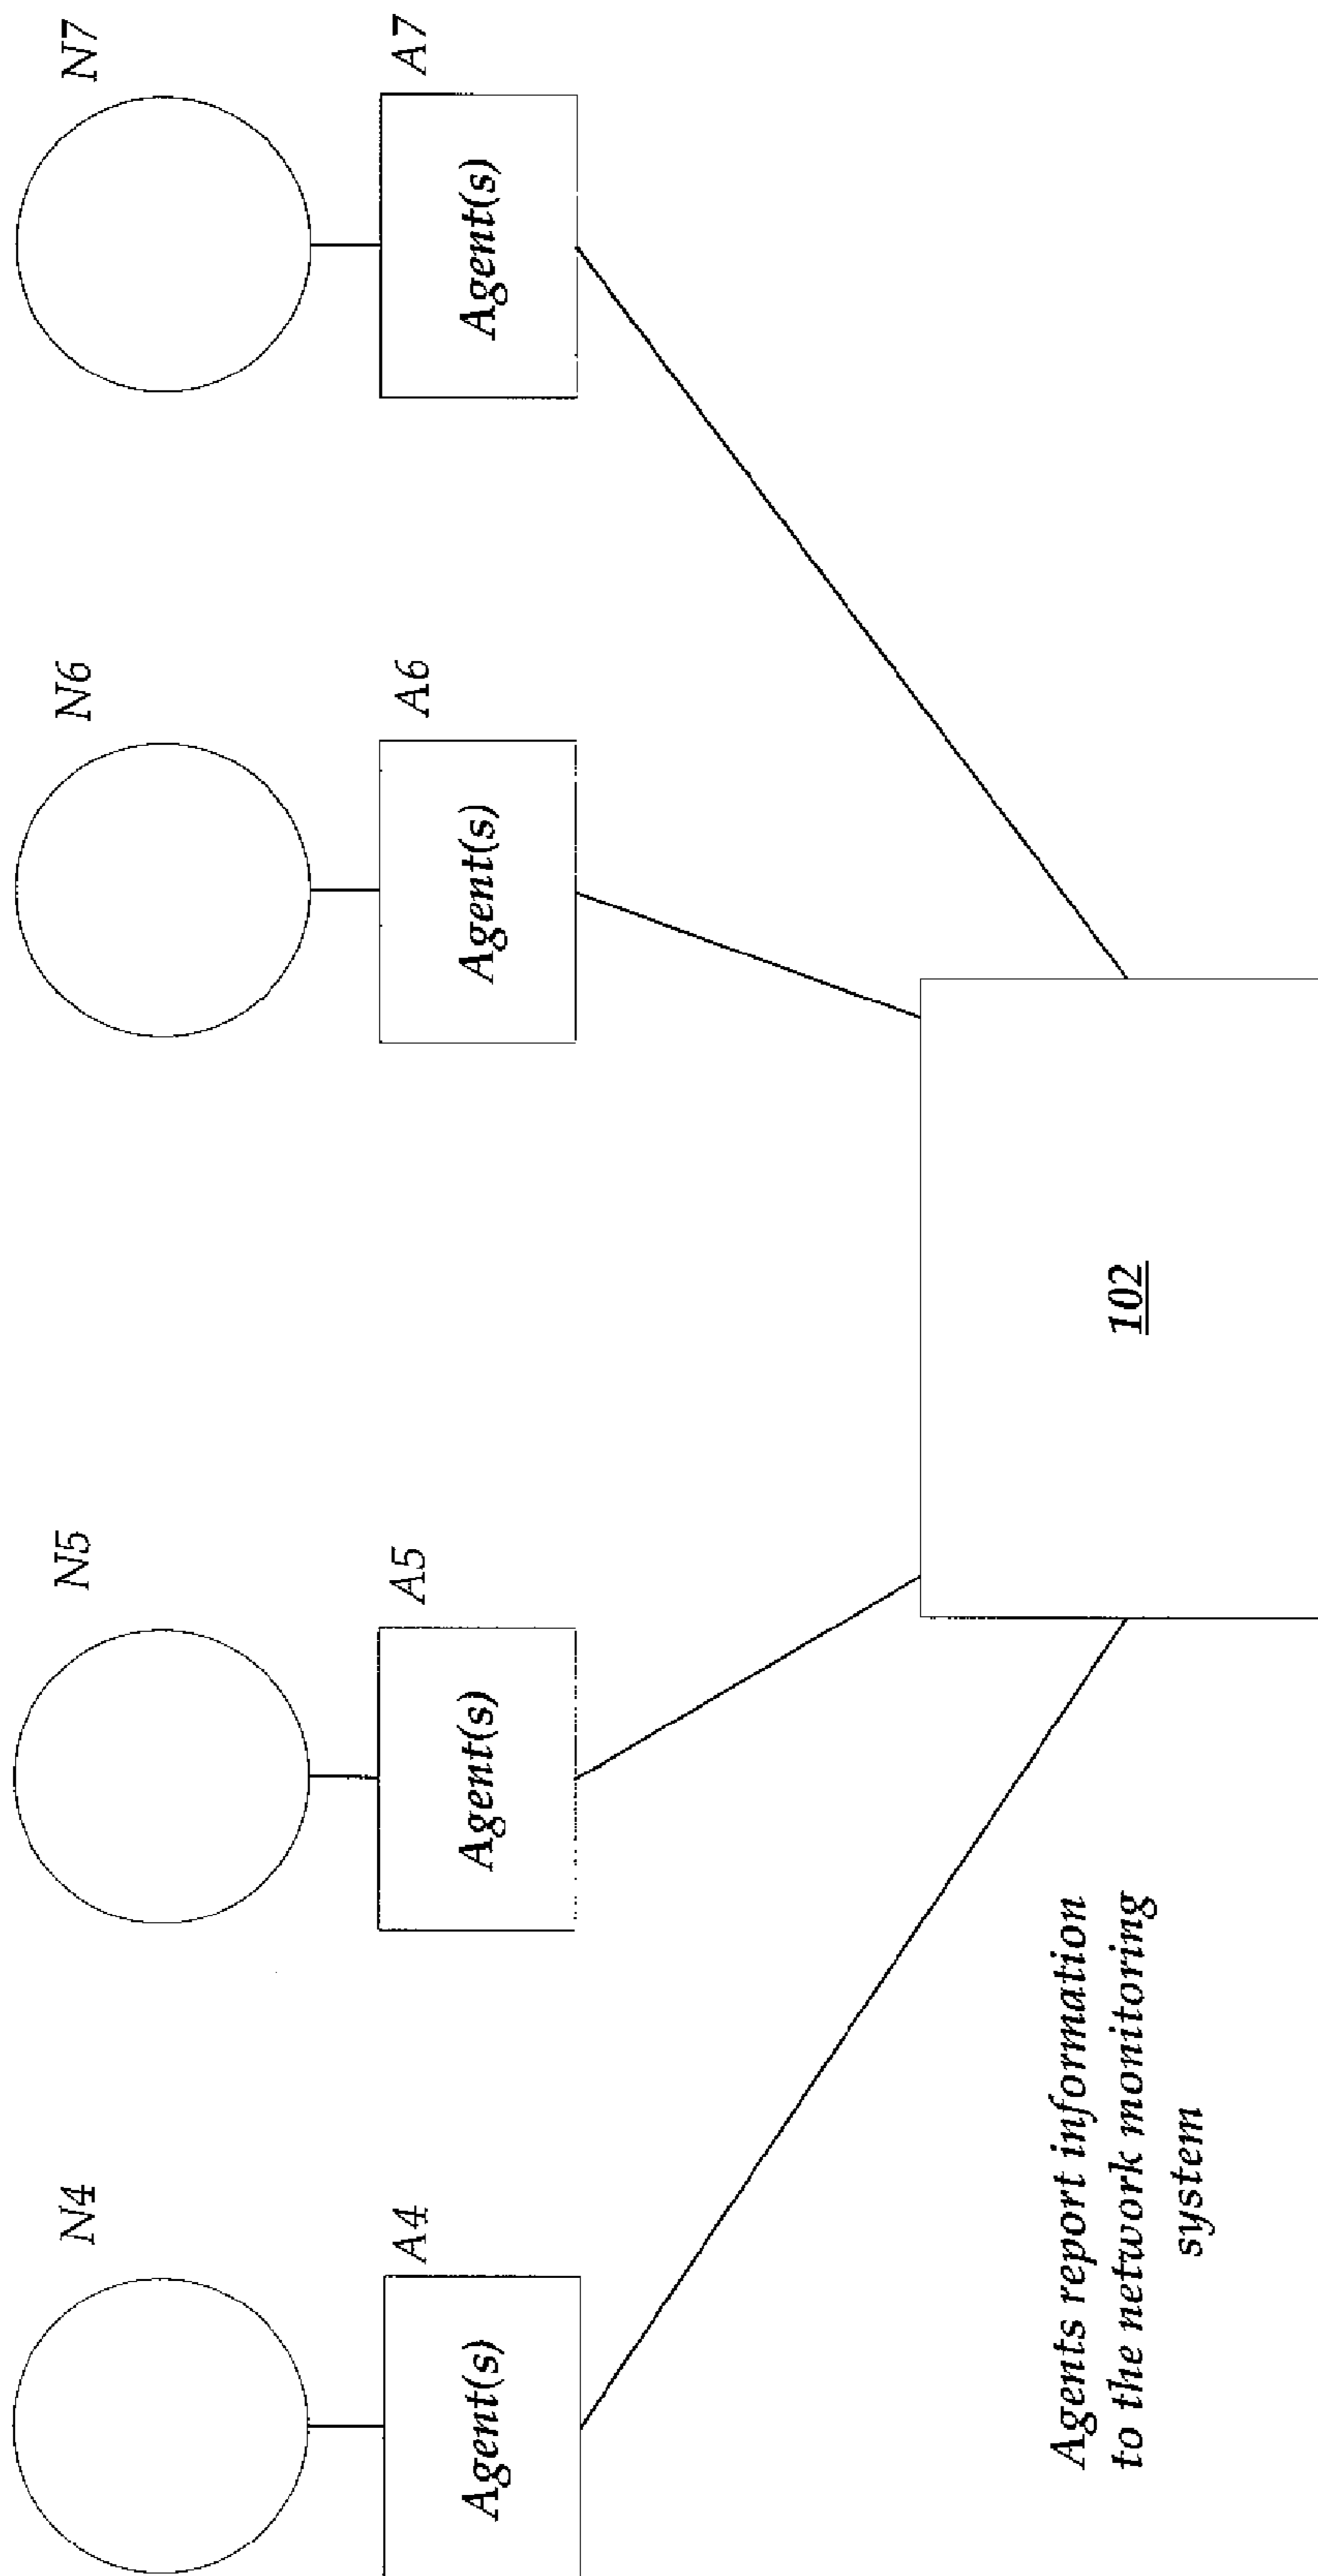 N4
N5
N6
N7
A4
A5
A6
A7
Agent(s)
Agent(s)
Agent(s)
Agent(s)
102
Agents report information
to the network monitoring
system